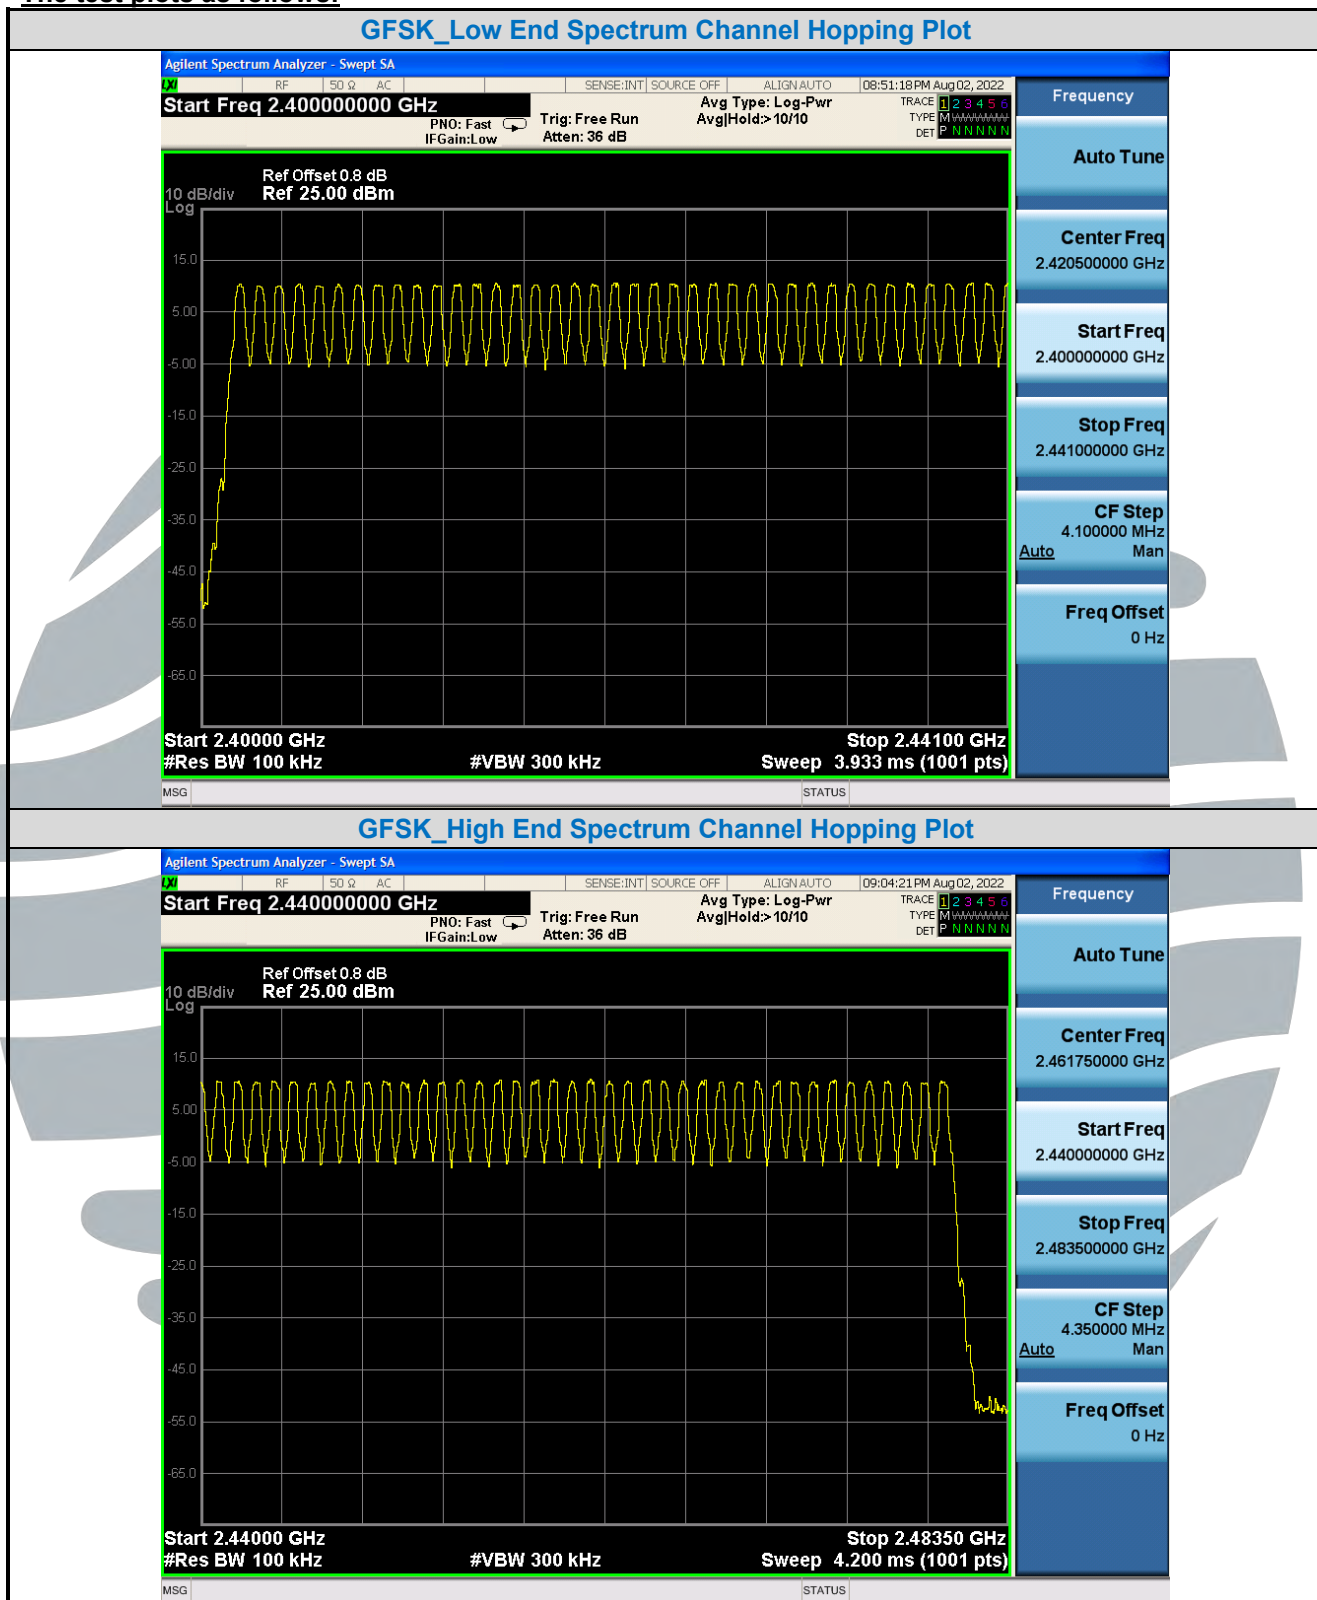 The test plots as follows:
GFSK_Low End Spectrum Channel Hopping Plot
Agilent Spectrum Analyzer - Swept SA
LXI RF 50 Ω AC SENSE:INT SOURCE OFF ALIGN AUTO 08:51:18 PM Aug 02, 2022
Start Freq 2.400000000 GHz
PNO: Fast
IFGain:Low
Trig: Free Run
Atten: 36 dB
Avg Type: Log-Pwr
Avg|Hold:>10/10
TRACE 1 2 3 4 5 6
TYPE M
DET P N N N N N
Ref Offset 0.8 dB
10 dB/div Ref 25.00 dBm
Log
15.0
5.00
-5.00
-15.0
-25.0
-35.0
-45.0
-55.0
-65.0
Start 2.40000 GHz Stop 2.44100 GHz
#Res BW 100 kHz #VBW 300 kHz Sweep 3.933 ms (1001 pts)
MSG STATUS
Frequency
Auto Tune
Center Freq
2.420500000 GHz
Start Freq
2.400000000 GHz
Stop Freq
2.441000000 GHz
CF Step
4.100000 MHz
Auto Man
Freq Offset
0 Hz
GFSK_High End Spectrum Channel Hopping Plot
Agilent Spectrum Analyzer - Swept SA
LXI RF 50 Ω AC SENSE:INT SOURCE OFF ALIGN AUTO 09:04:21 PM Aug 02, 2022
Start Freq 2.440000000 GHz
PNO: Fast
IFGain:Low
Trig: Free Run
Atten: 36 dB
Avg Type: Log-Pwr
Avg|Hold:>10/10
TRACE 1 2 3 4 5 6
TYPE M
DET P N N N N N
Ref Offset 0.8 dB
10 dB/div Ref 25.00 dBm
Log
15.0
5.00
-5.00
-15.0
-25.0
-35.0
-45.0
-55.0
-65.0
Start 2.44000 GHz Stop 2.48350 GHz
#Res BW 100 kHz #VBW 300 kHz Sweep 4.200 ms (1001 pts)
MSG STATUS
Frequency
Auto Tune
Center Freq
2.461750000 GHz
Start Freq
2.440000000 GHz
Stop Freq
2.483500000 GHz
CF Step
4.350000 MHz
Auto Man
Freq Offset
0 Hz